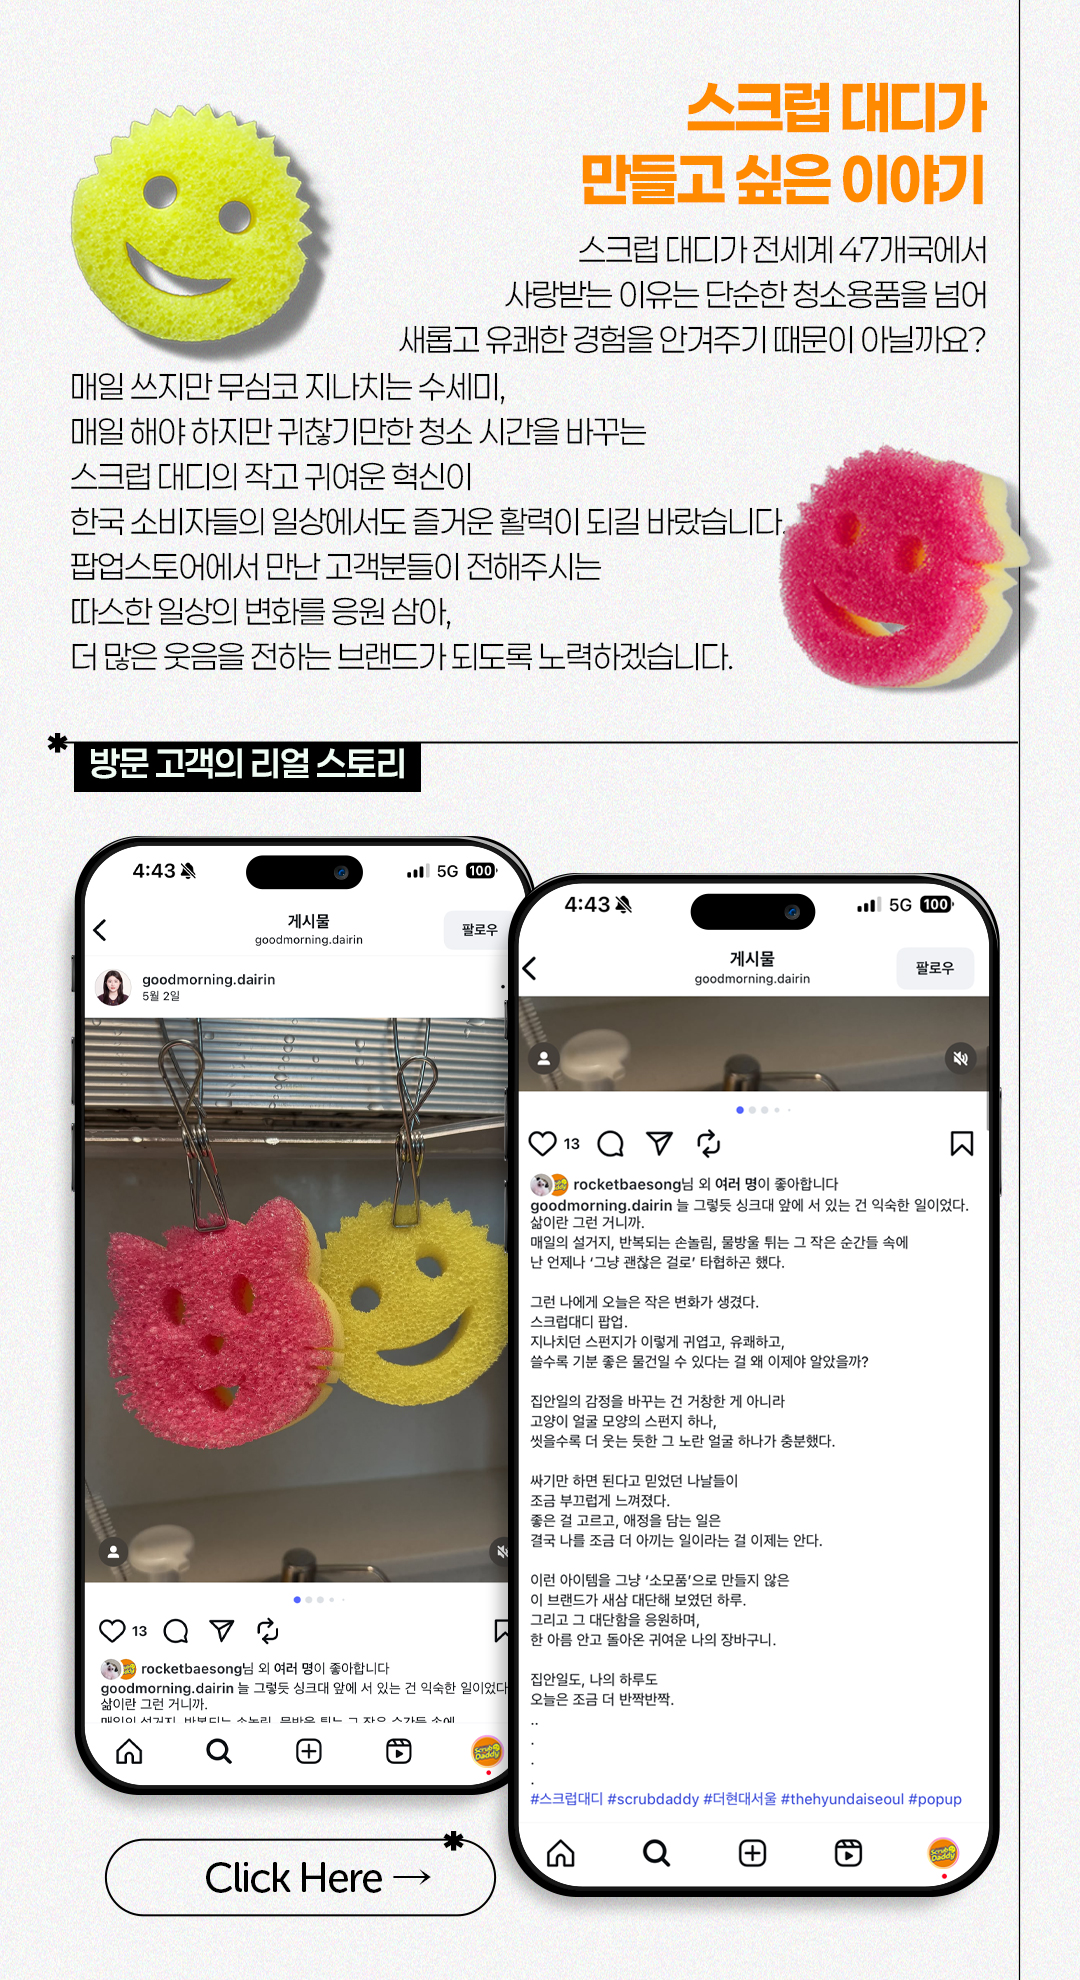 스크럽 대디가
만들고 싶은 이야기
스크럽 대디가 전세계 47개국에서
사랑받는 이유는 단순한 청소용품을 넘어
새롭고 유쾌한 경험을 안겨주기 때문이 아닐까요?
매일 쓰지만 무심코 지나치는 수세미,
매일 해야 하지만 귀찮기만한 청소 시간을 바꾸는
스크럽 대디의 작고 귀여운 혁신이
한국 소비자들의 일상에서도 즐거운 활력이 되길 바랐습니다.
팝업스토어에서 만난 고객분들이 전해주시는
따스한 일상의 변화를 응원 삼아,
더 많은 웃음을 전하는 브랜드가 되도록 노력하겠습니다.
방문 고객의 리얼 스토리
4:43 5G 100
게시물
goodmorning.dairin
팔로우
goodmorning.dairin
5월 2일
13
rocketbaesong님 외 여러 명이 좋아합니다
goodmorning.dairin 늘 그렇듯 싱크대 앞에 서 있는 건 익숙한 일이었다
삶이란 그런 거니까.
매일의 설거지, 반복되는 손놀림, 물방울 튀는 그 작은 순간들 속에
Scrub Daddy
4:43 5G 100
게시물
goodmorning.dairin
팔로우
13
rocketbaesong님 외 여러 명이 좋아합니다
goodmorning.dairin 늘 그렇듯 싱크대 앞에 서 있는 건 익숙한 일이었다.
삶이란 그런 거니까.
매일의 설거지, 반복되는 손놀림, 물방울 튀는 그 작은 순간들 속에
난 언제나 ‘그냥 괜찮은 걸로’ 타협하곤 했다.
그런 나에게 오늘은 작은 변화가 생겼다.
스크럽대디 팝업.
지나치던 스펀지가 이렇게 귀엽고, 유쾌하고,
쓸수록 기분 좋은 물건일 수 있다는 걸 왜 이제야 알았을까?
집안일의 감정을 바꾸는 건 거창한 게 아니라
고양이 얼굴 모양의 스펀지 하나,
씻을수록 더 웃는 듯한 그 노란 얼굴 하나가 충분했다.
싸기만 하면 된다고 믿었던 나날들이
조금 부끄럽게 느껴졌다.
좋은 걸 고르고, 애정을 담는 일은
결국 나를 조금 더 아끼는 일이라는 걸 이제는 안다.
이런 아이템을 그냥 ‘소모품’으로 만들지 않은
이 브랜드가 새삼 대단해 보였던 하루.
그리고 그 대단함을 응원하며,
한 아름 안고 돌아온 귀여운 나의 장바구니.
집안일도, 나의 하루도
오늘은 조금 더 반짝반짝.
..
.
.
.
#스크럽대디 #scrubdaddy #더현대서울 #thehyundaiseoul #popup
Scrub Daddy
Click Here →